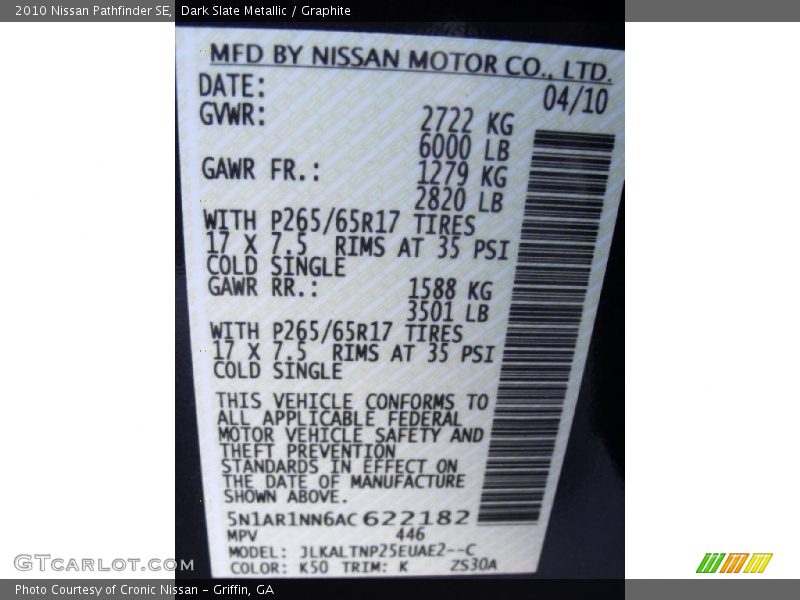 2010 Nissan Pathfinder SE, Dark Slate Metallic / Graphite
MFD BY NISSAN MOTOR CO., LTD.
DATE: 04/10
GVWR: 2722 KG
6000 LB
GAWR FR.: 1279 KG
2820 LB
WITH P265/65R17 TIRES
17 X 7.5 RIMS AT 35 PSI
COLD SINGLE
GAWR RR.: 1588 KG
3501 LB
WITH P265/65R17 TIRES
17 X 7.5 RIMS AT 35 PSI
COLD SINGLE
THIS VEHICLE CONFORMS TO
ALL APPLICABLE FEDERAL
MOTOR VEHICLE SAFETY AND
THEFT PREVENTION
STANDARDS IN EFFECT ON
THE DATE OF MANUFACTURE
SHOWN ABOVE.
5N1AR1NN6AC622182
MPV 446
MODEL: JLKALTNP25EUAE2--C
COLOR: K50 TRIM: K ZS30A
GTCarLot.com
Photo Courtesy of Cronic Nissan - Griffin, GA